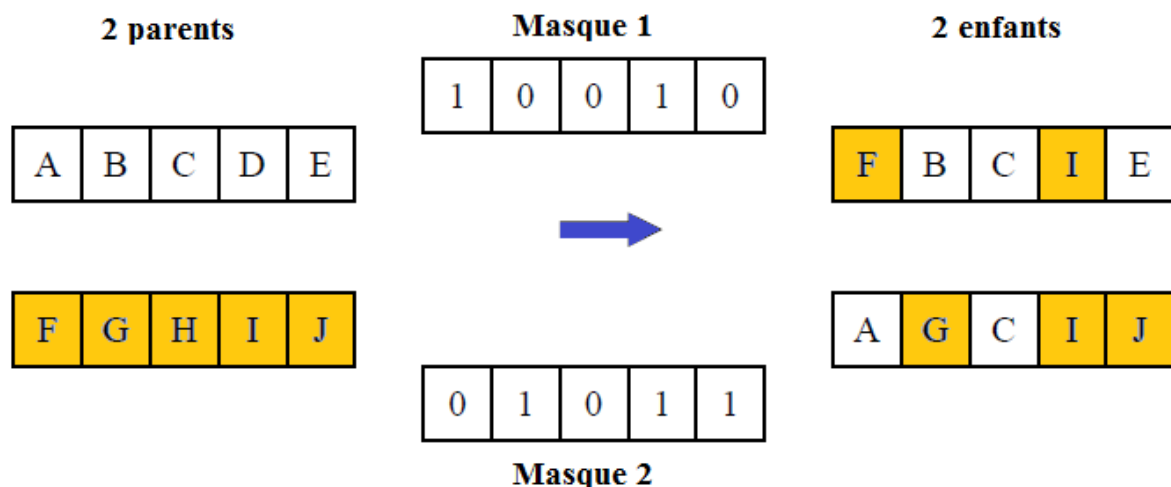 2 parents
Masque 1
2 enfants
1 0 0 1 0
A B C D E
F B C I E
F G H I J
A G C I J
0 1 0 1 1
Masque 2